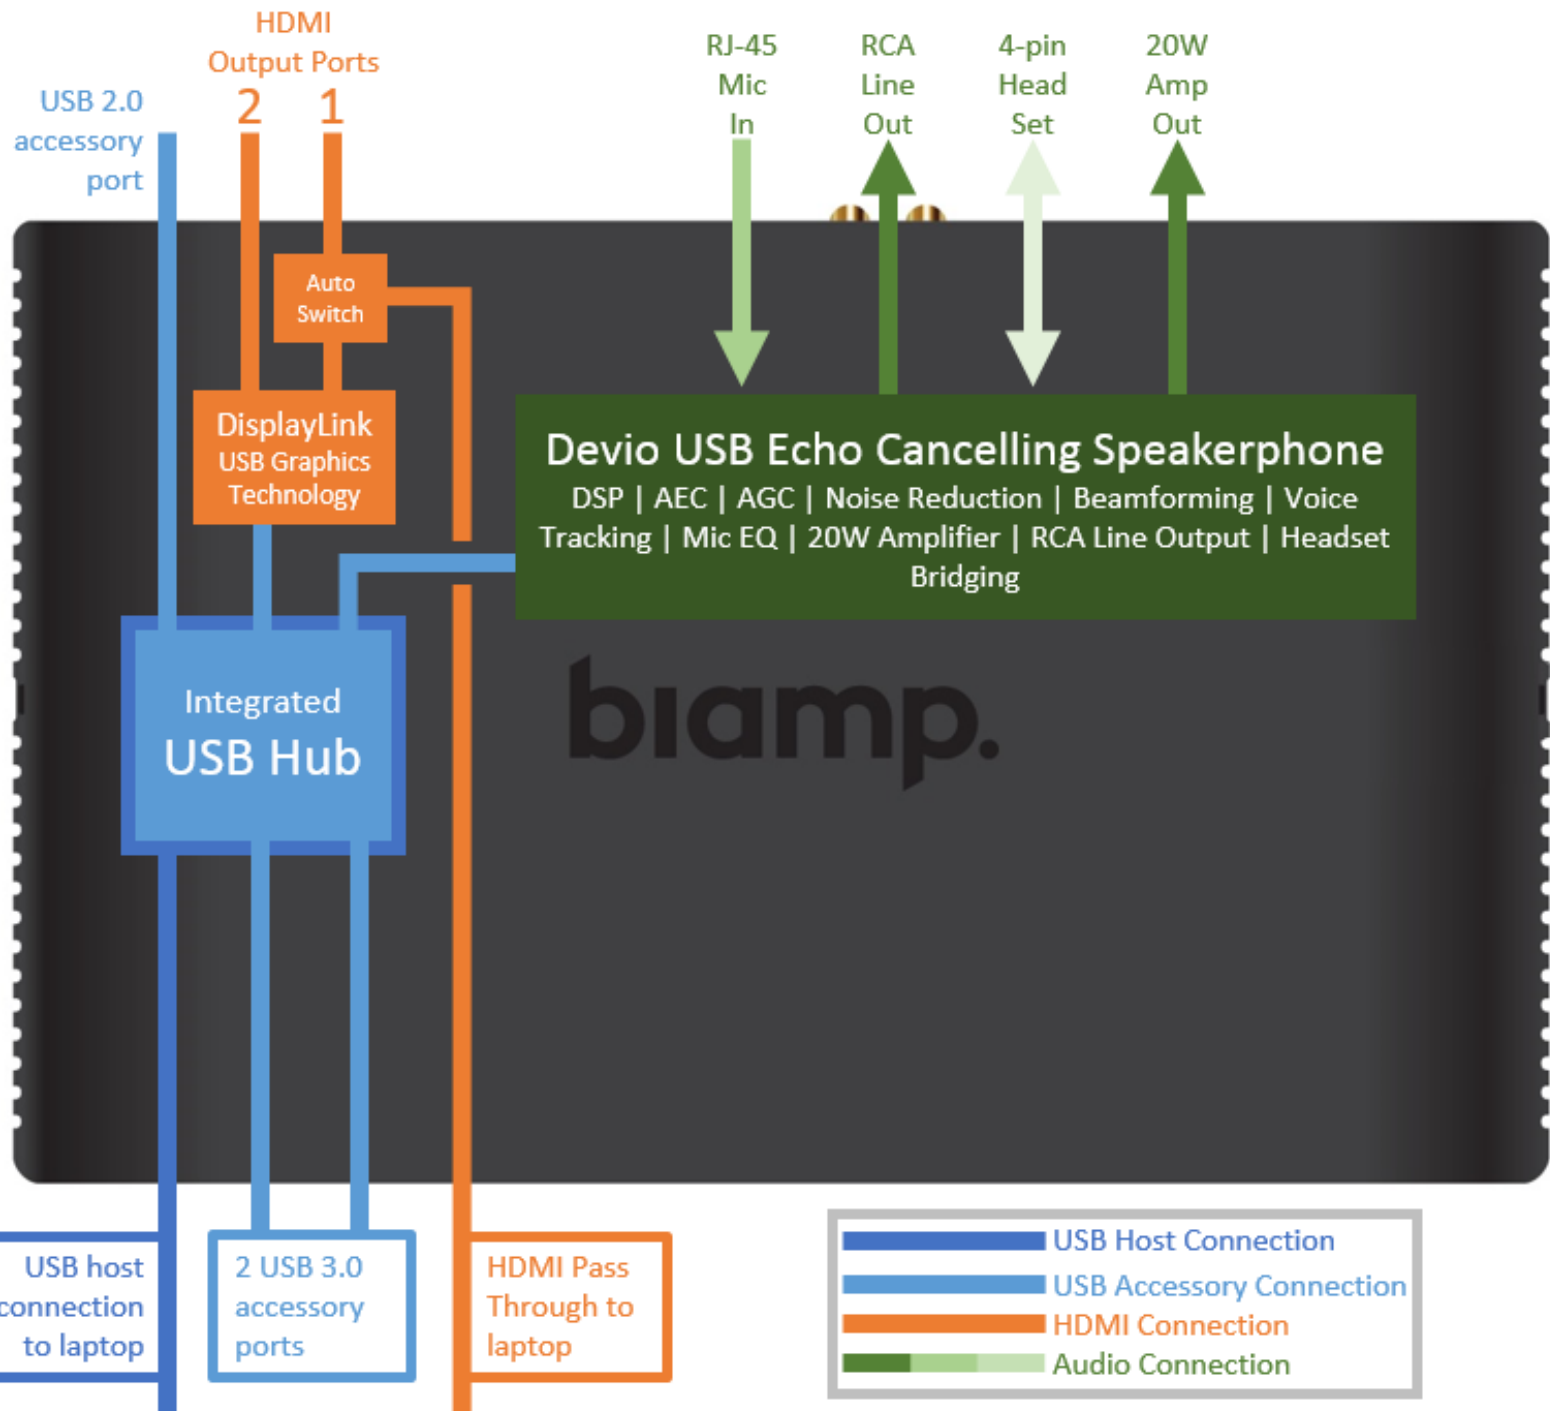 HDMI
Output Ports
2 1
USB 2.0
accessory
port
RJ-45
Mic
In
RCA
Line
Out
4-pin
Head
Set
20W
Amp
Out
Auto
Switch
DisplayLink
USB Graphics
Technology
Devio USB Echo Cancelling Speakerphone
DSP | AEC | AGC | Noise Reduction | Beamforming | Voice
Tracking | Mic EQ | 20W Amplifier | RCA Line Output | Headset
Bridging
Integrated
USB Hub
biamp.
USB host
connection
to laptop
2 USB 3.0
accessory
ports
HDMI Pass
Through to
laptop
USB Host Connection
USB Accessory Connection
HDMI Connection
Audio Connection